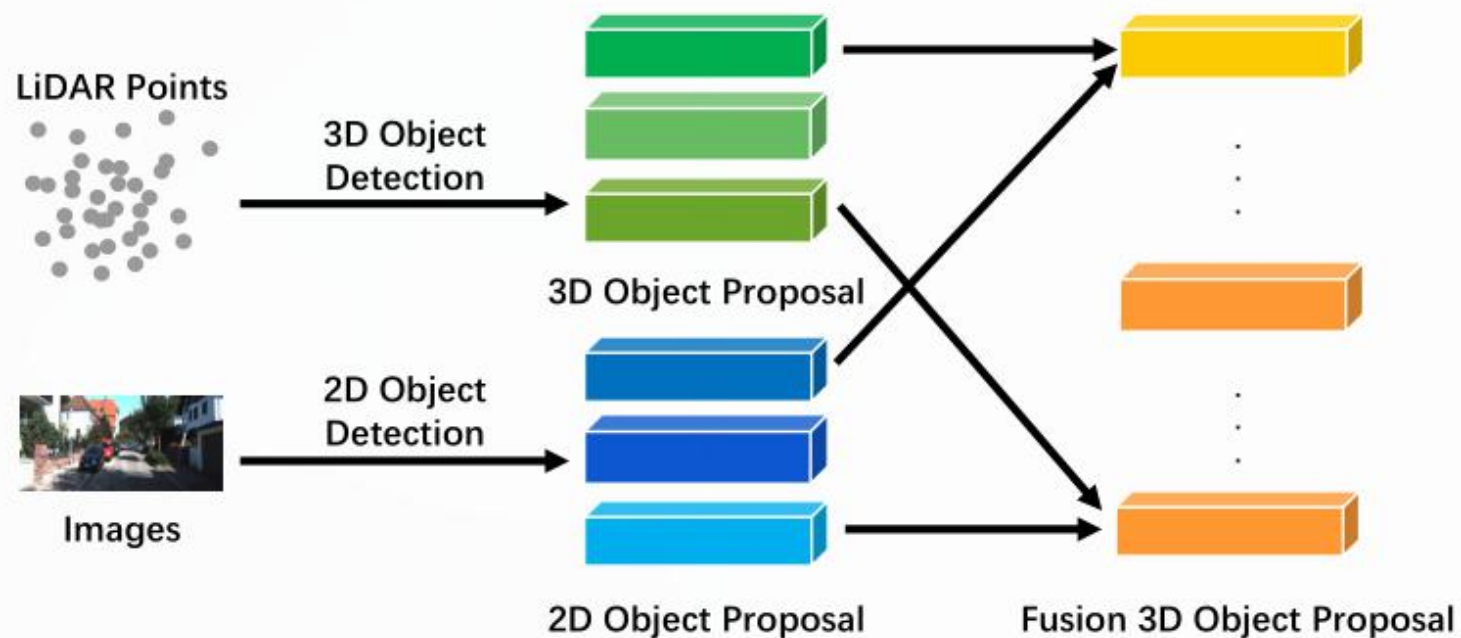 LiDAR Points
3D Object
Detection
3D Object Proposal
2D Object
Detection
Images
2D Object Proposal
Fusion 3D Object Proposal